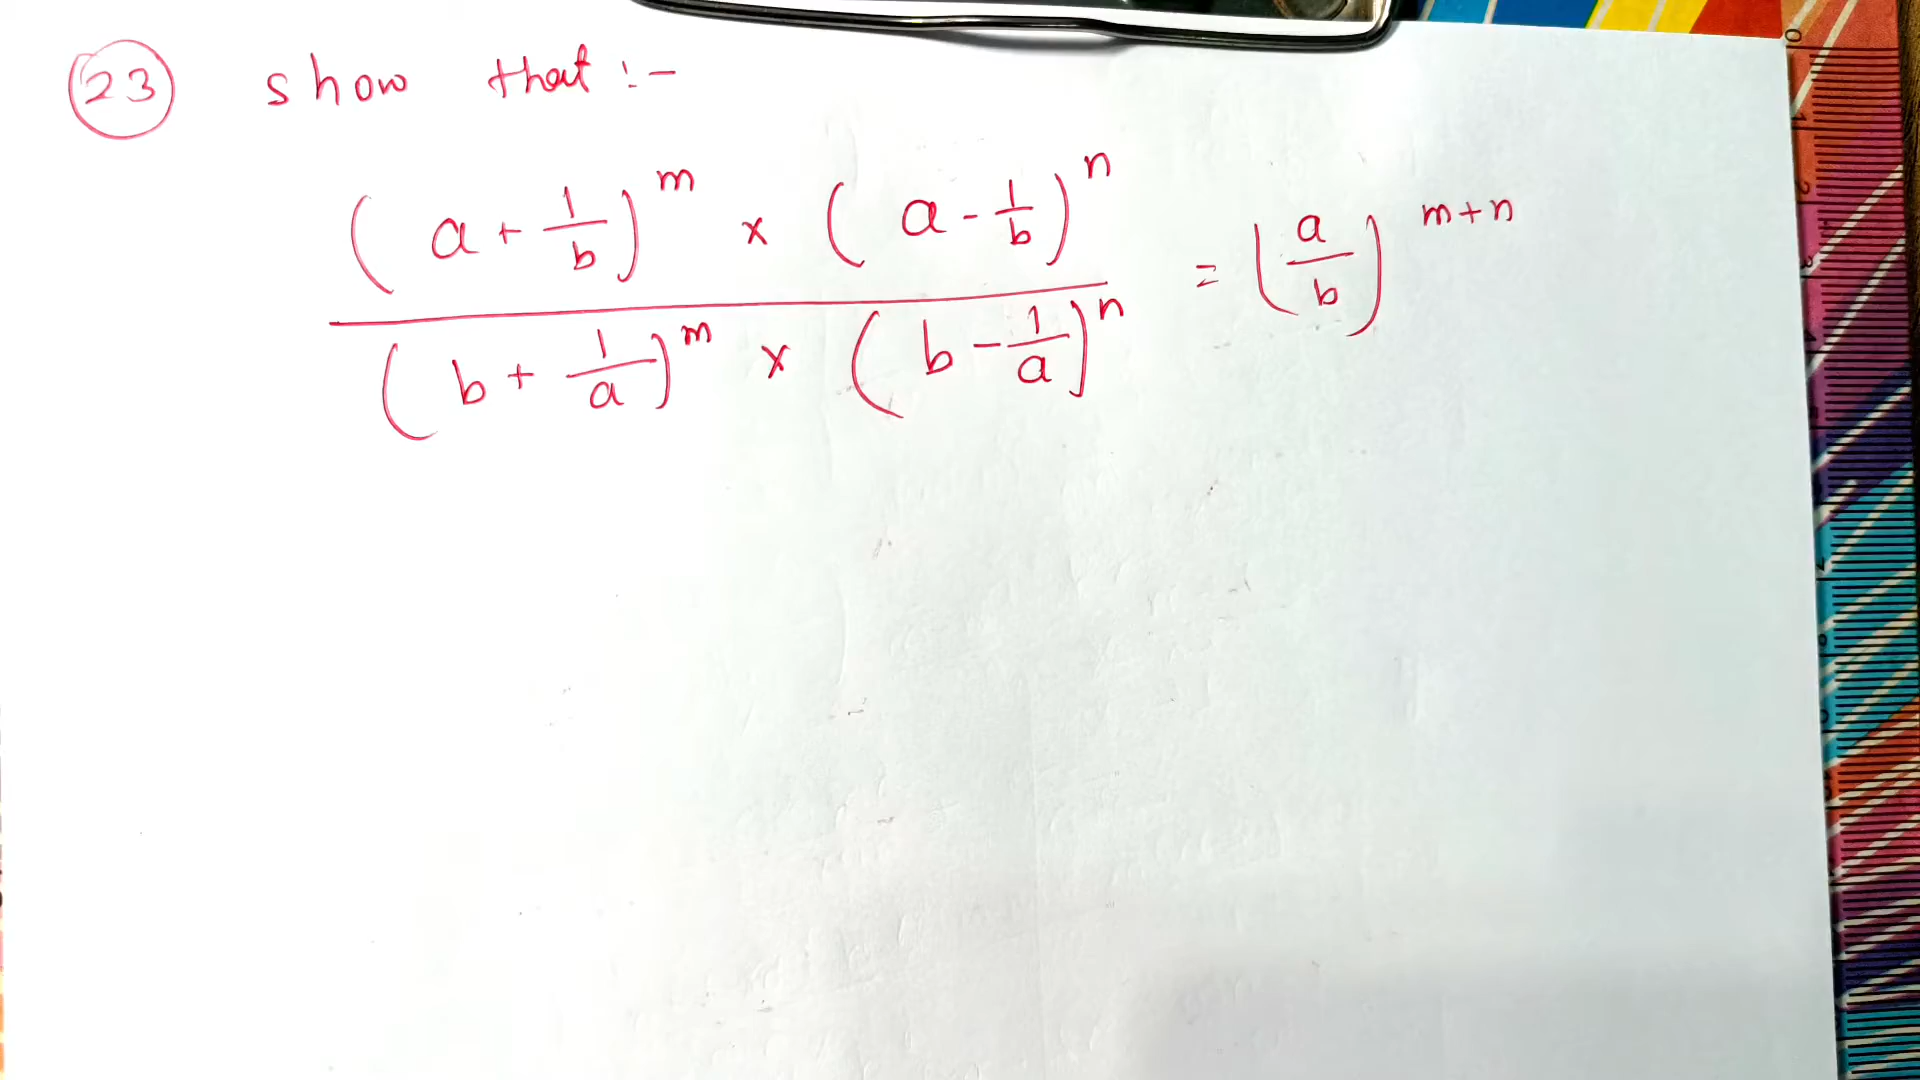 23 show that :-
(a + 1/b)^m × (a - 1/b)^n / (b + 1/a)^m × (b - 1/a)^n = (a/b)^m+n